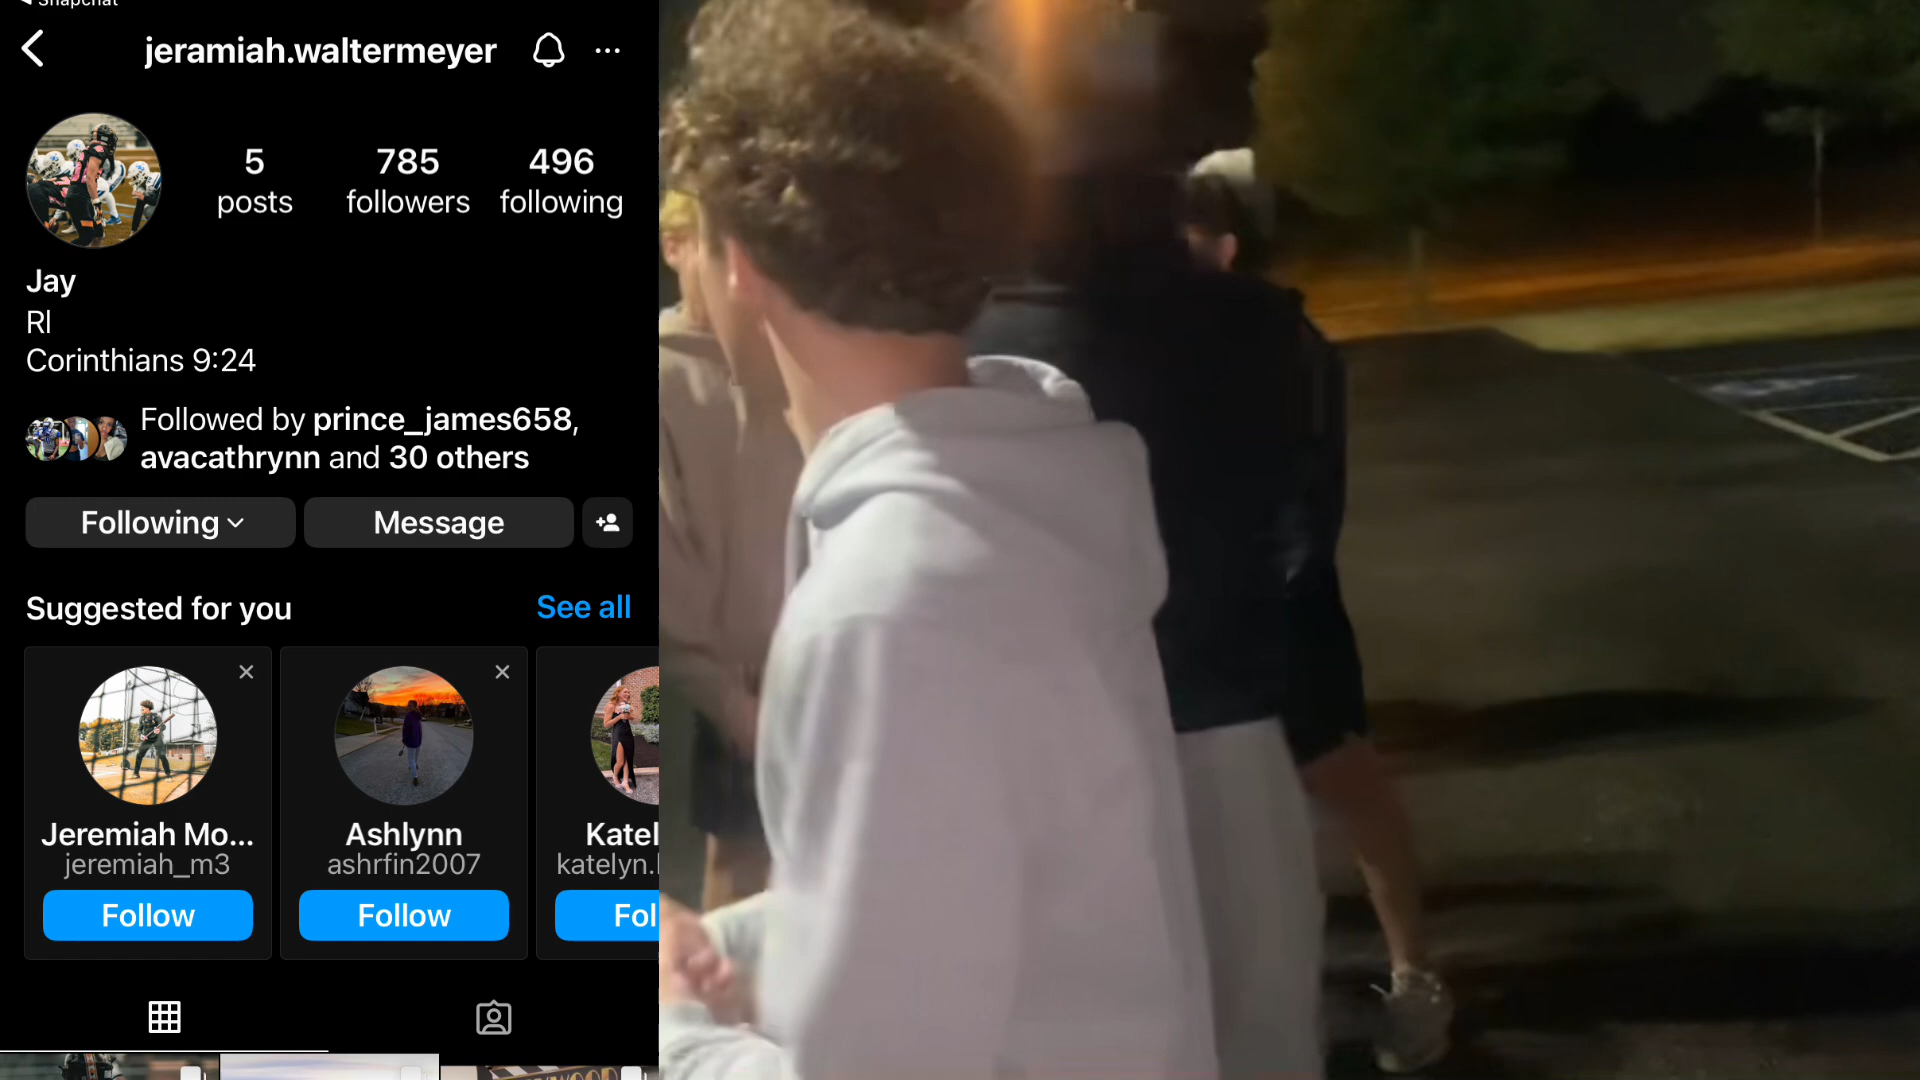 Snapchat
jeramiah.waltermeyer
5
posts
785
followers
496
following
Jay
Rl
Corinthians 9:24
Followed by prince_james658,
avacathrynn and 30 others
Following
Message
Suggested for you
See all
Jeremiah Mo...
jeremiah_m3
Follow
Ashlynn
ashrfin2007
Follow
Katel
katelyn.
Fol